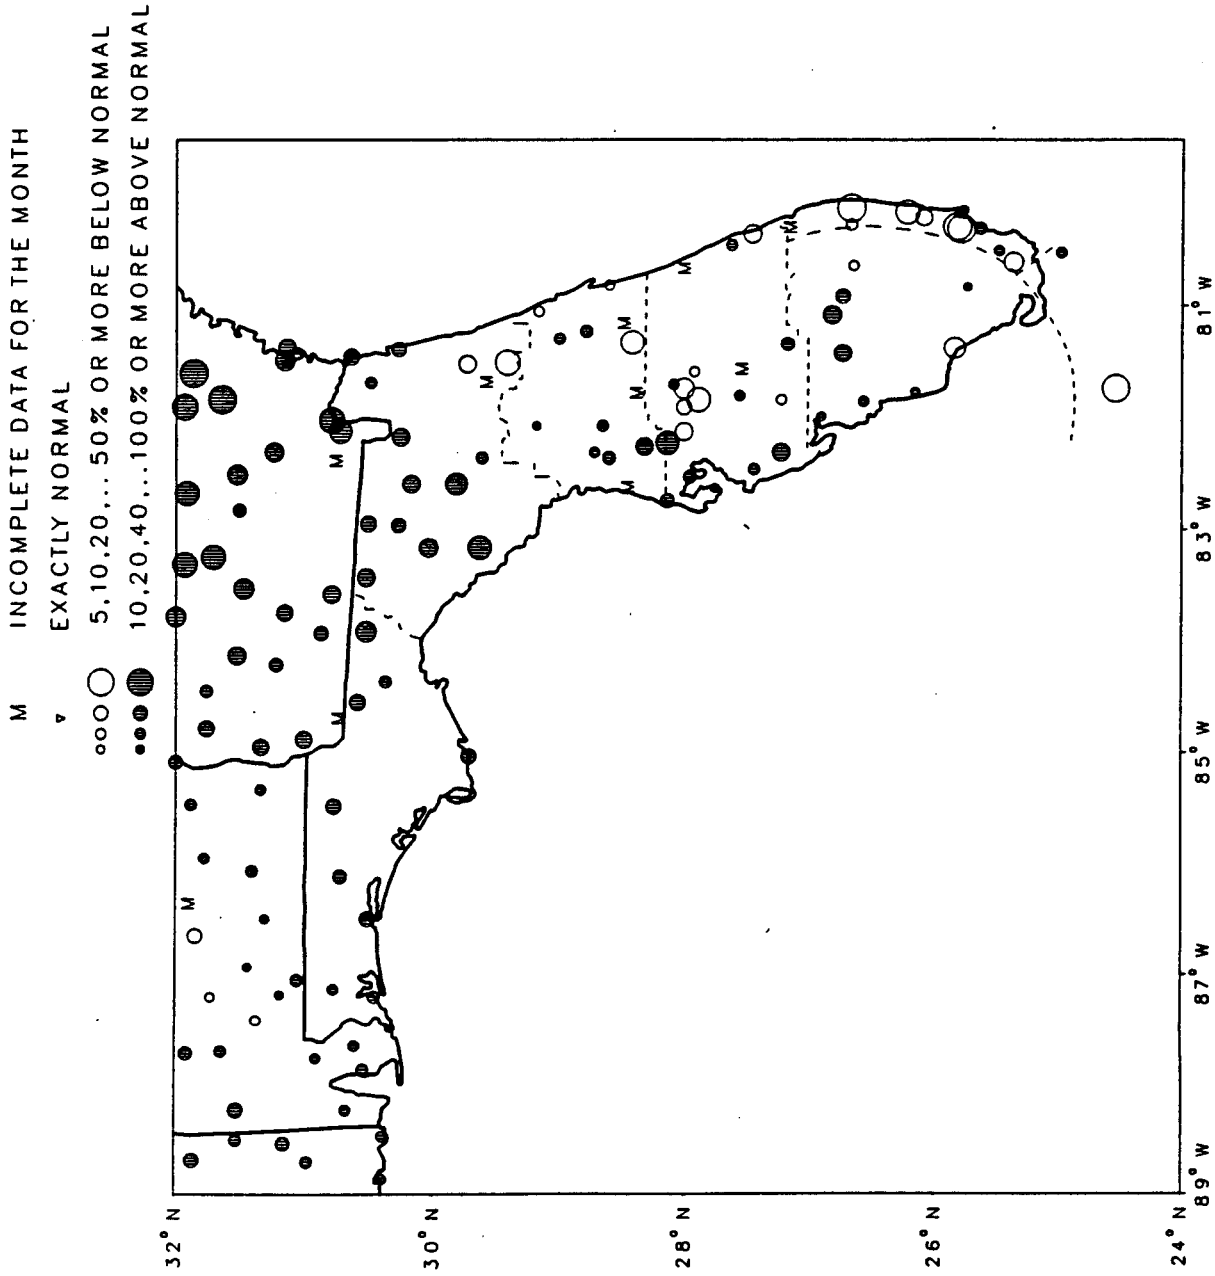 M INCOMPLETE DATA FOR THE MONTH
▿ EXACTLY NORMAL
5,10,20,.. 50% OR MORE BELOW NORMAL
10,20,40,..100% OR MORE ABOVE NORMAL
32° N
30° N
28° N
26° N
24° N
89° W
87° W
85° W
83° W
81° W
M
M
M
M
M
M
M
M
M
M